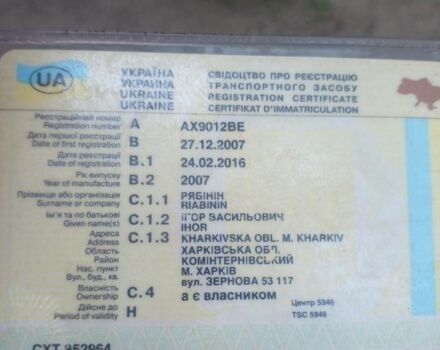 UA
УКРАЇНА
УКРАИНА
UKRAINE
UKRAINE
СВІДОЦТВО ПРО РЕЄСТРАЦІЮ
ТРАНСПОРТНОГО ЗАСОБУ
REGISTRATION CERTIFICATE
CERTIFIKAT D'IMMATRICULATION
Реєстраційний номер
Registration number A AX9012BE
Дата першої реєстрації
Date of first registration B 27.12.2007
Дата реєстрації
Date of registration B.1 24.02.2016
Рік випуску
Year of manufacture B.2 2007
Прізвище або організація
Surname or company C.1.1 РЯБІНІН
RIABININ
Ім'я та по батькові
Given name(s) C.1.2 ІГОР ВАСИЛЬОВИЧ
IHOR
Адреса
Address C.1.3 KHARKIVSKA OBL. M. KHARKIV
Область ХАРКІВСЬКА ОБЛ.
Район КОМІНТЕРНІВСЬКИЙ
Нас. пункт М. ХАРКІВ
Вул., буд., кв. вул. ЗЕРНОВА 53 117
Власність
Ownership C.4 а є власником
Дійсне до
Period of validity H
Центр 5946
TSC 5946
СХТ 352964